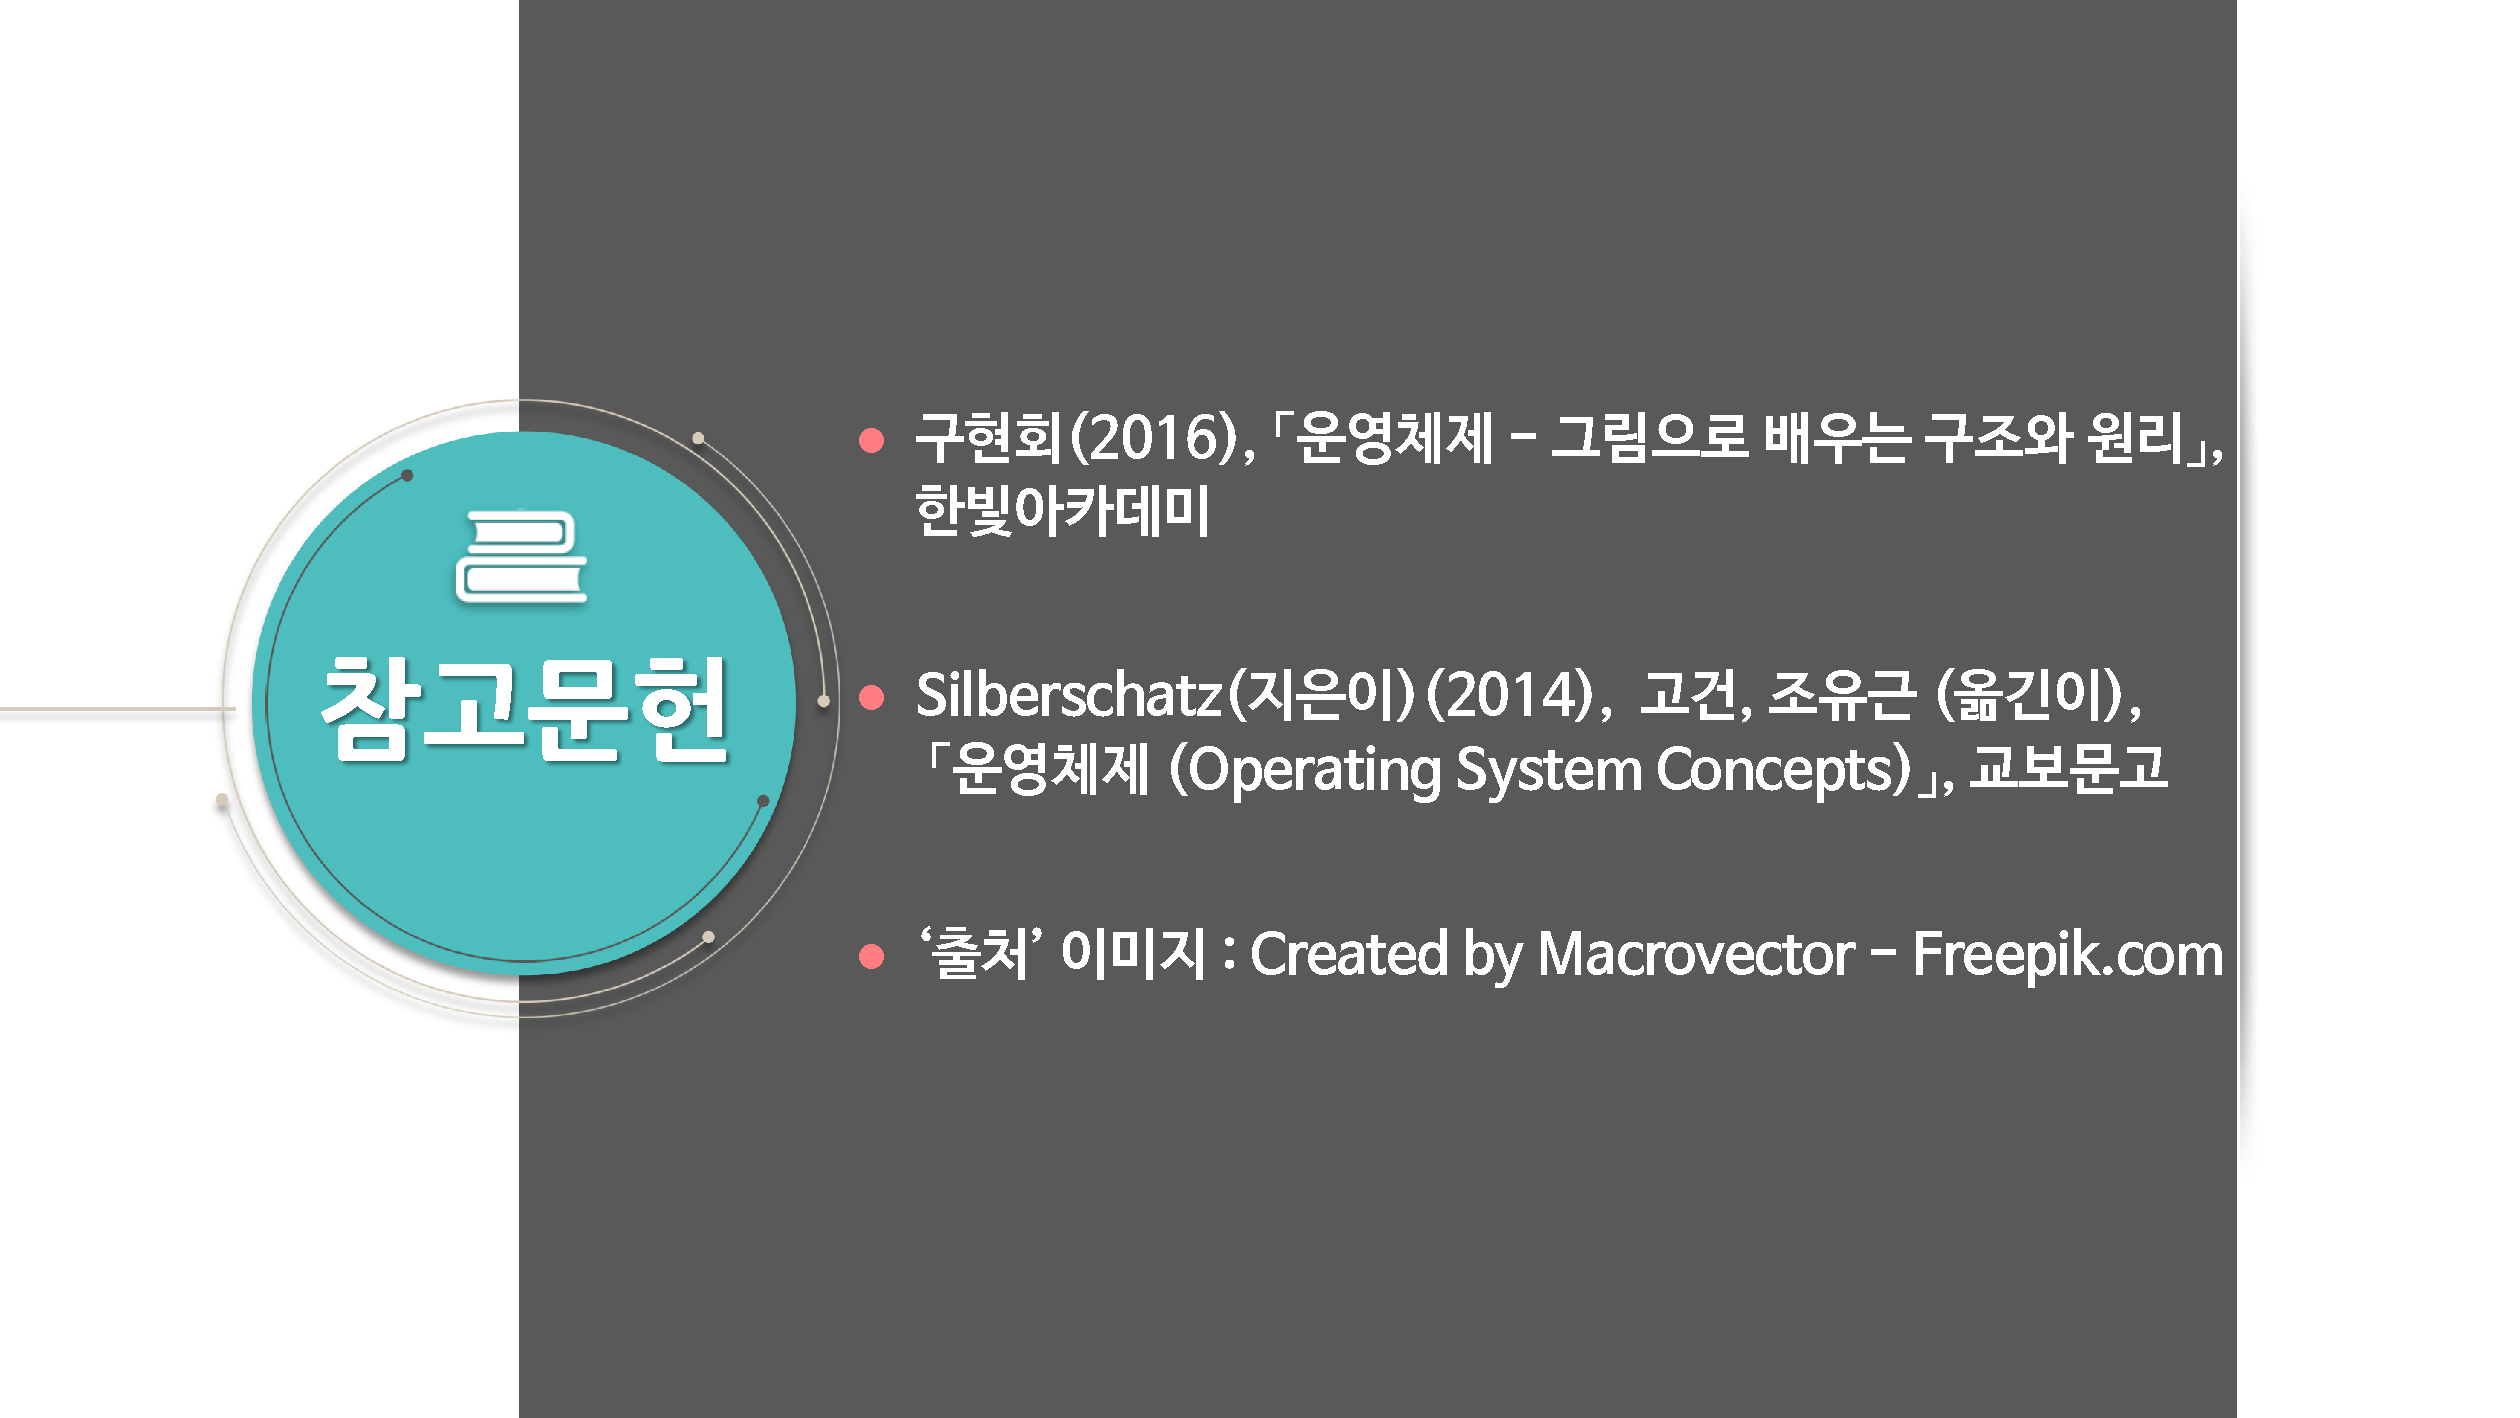 참고문헌
구현회(2016), 「운영체제 – 그림으로 배우는 구조와 원리」,
한빛아카데미
Silberschatz(지은이)(2014), 고건, 조유근 (옮긴이),
「운영체제 (Operating System Concepts)」, 교보문고
‘출처’ 이미지 : Created by Macrovector – Freepik.com